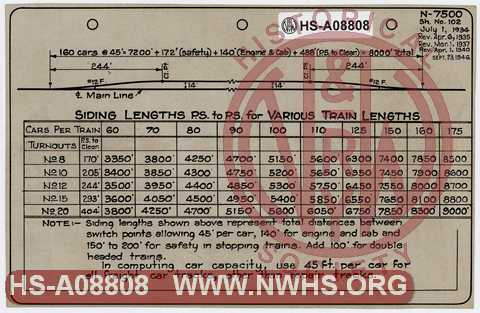 N-7500
Sh. No. 102
July 1, 1934
Rev. Apr. 6, 1935
Rev. Mar. 1, 1937
Rev. Apr. 1, 1940
SEPT. 23, 1946.
HS-A08808
160 cars @ 45' = 7200' + 172' (safety) + 140' (Engine & Cab) + 488' (P.S. to Clear) = 8000' Total
244' Cl. Pt. Cl. Pt. 244'
#12 F. 14' 14' #12 F.
℄ Main Line
SIDING LENGTHS P.S. to P.S. for VARIOUS TRAIN LENGTHS
CARS PER TRAIN 60 70 80 90 100 110 125 150 160 175
TURNOUTS P.S. to Clear
No. 8 170' 3350' 3800' 4250' 4700' 5150' 5600' 6300' 7400' 7850' 8500
No. 10 205' 3400' 3850' 4300 4750' 5200' 5650' 6350' 7450' 7900' 8600
No. 12 244' 3500' 3950' 4400' 4850' 5300' 5750' 6450' 7550' 8000' 8700
No. 15 293' 3600' 4050' 4500' 4950' 5400' 5850' 6550' 7650' 8100' 8800
No. 20 404' 3800' 4250' 4700' 5150' 5600' 6050' 6750' 7850' 8300' 9000'
NOTE:- Siding lengths shown above represent total distances between
switch points allowing 45' per car, 140' for engine and cab and
150' to 200' for safety in stopping trains. Add 100' for double
headed trains.
In computing car capacity, use 45 ft. per car for
HISTORICAL
SOCIETY
HS-A08808 WWW.NWHS.ORG